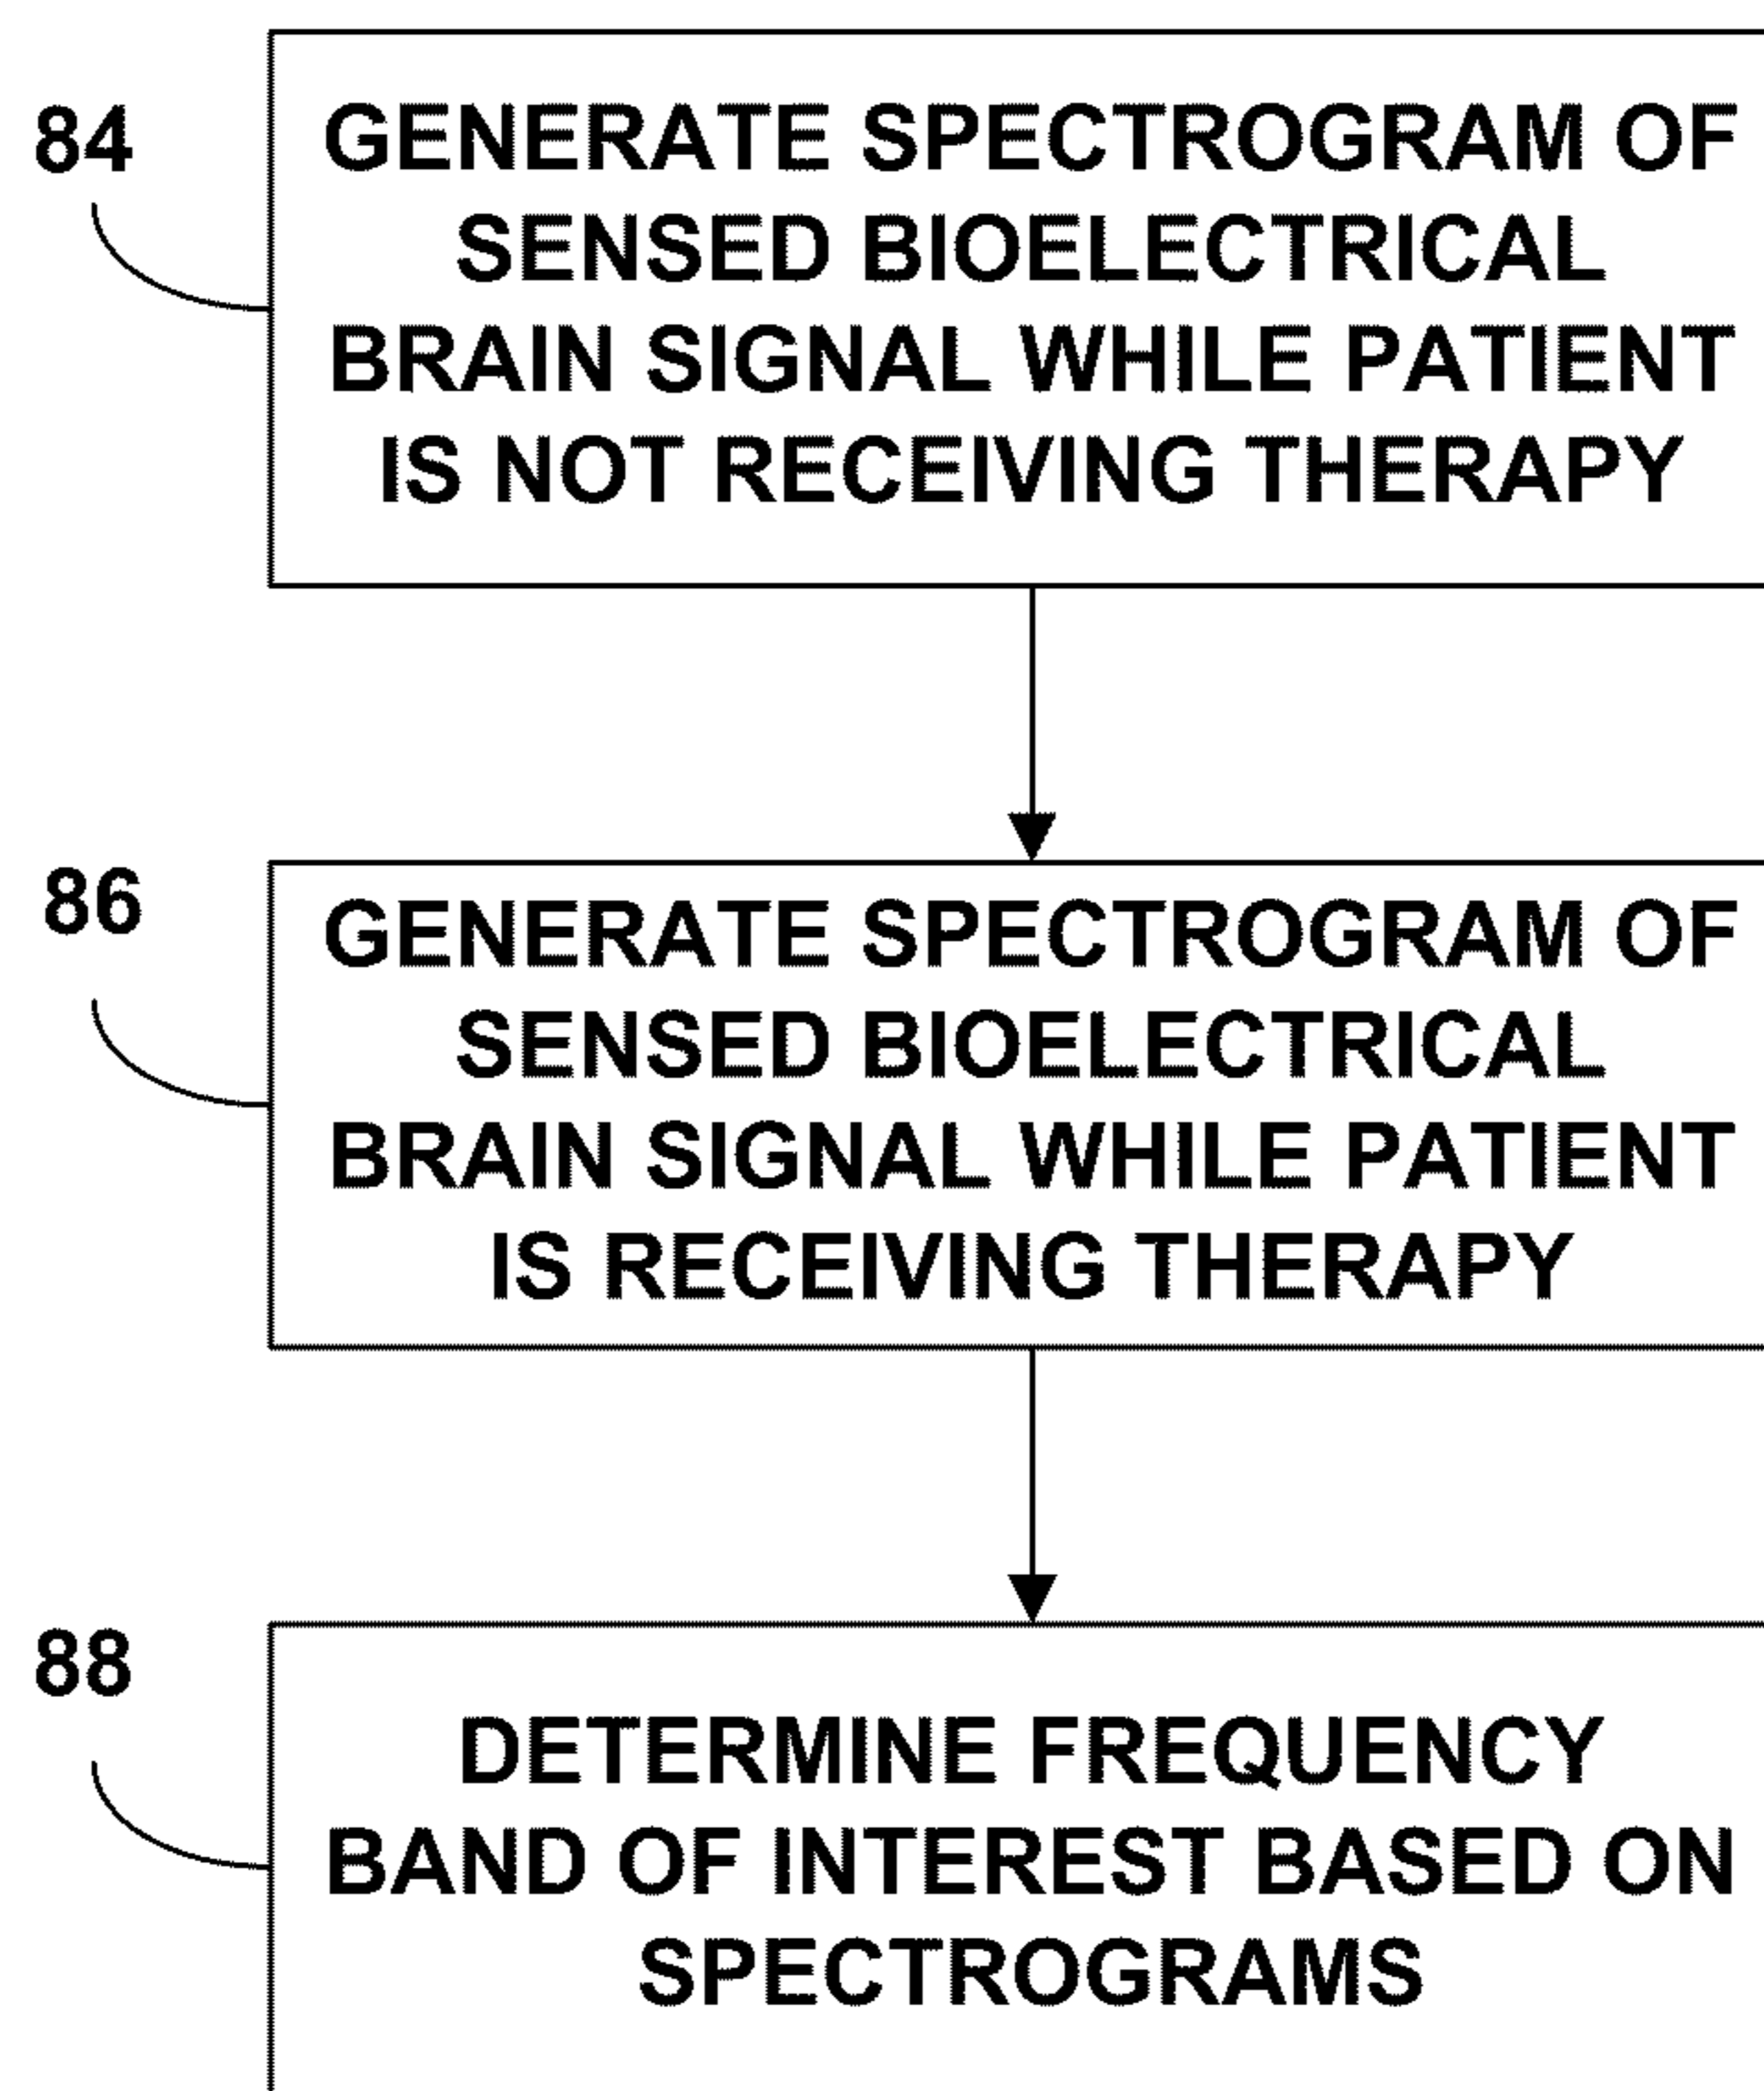 84
GENERATE SPECTROGRAM OF
SENSED BIOELECTRICAL
BRAIN SIGNAL WHILE PATIENT
IS NOT RECEIVING THERAPY
86
GENERATE SPECTROGRAM OF
SENSED BIOELECTRICAL
BRAIN SIGNAL WHILE PATIENT
IS RECEIVING THERAPY
88
DETERMINE FREQUENCY
BAND OF INTEREST BASED ON
SPECTROGRAMS